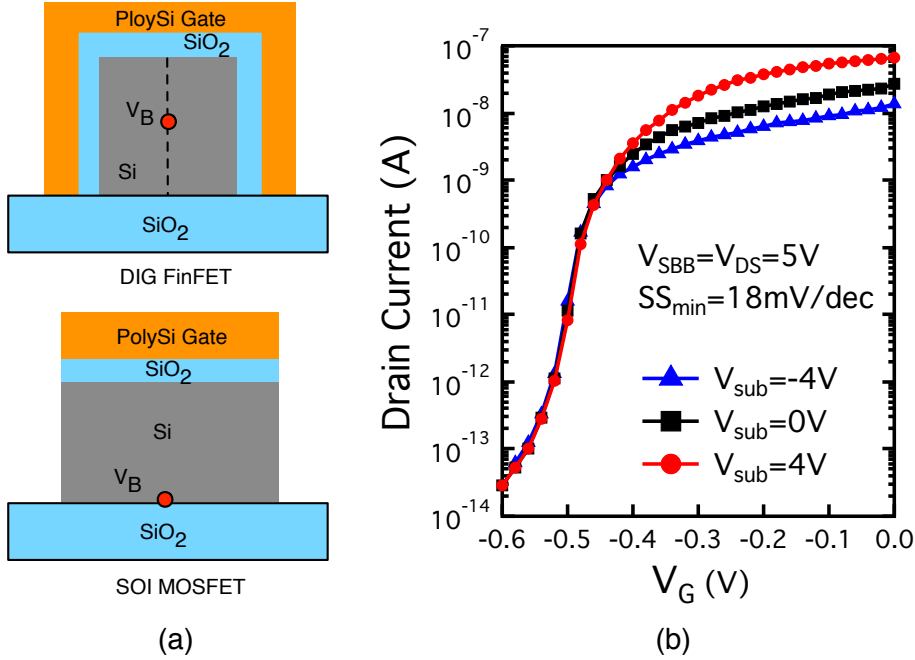 PloySi Gate
SiO2
VB
Si
SiO2
DIG FinFET
PolySi Gate
SiO2
Si
VB
SiO2
SOI MOSFET
(a)
Drain Current (A)
10-7
10-8
10-9
10-10
10-11
10-12
10-13
10-14
VSBB=VDS=5V
SSmin=18mV/dec
Vsub=-4V
Vsub=0V
Vsub=4V
-0.6 -0.5 -0.4 -0.3 -0.2 -0.1 0.0
VG (V)
(b)